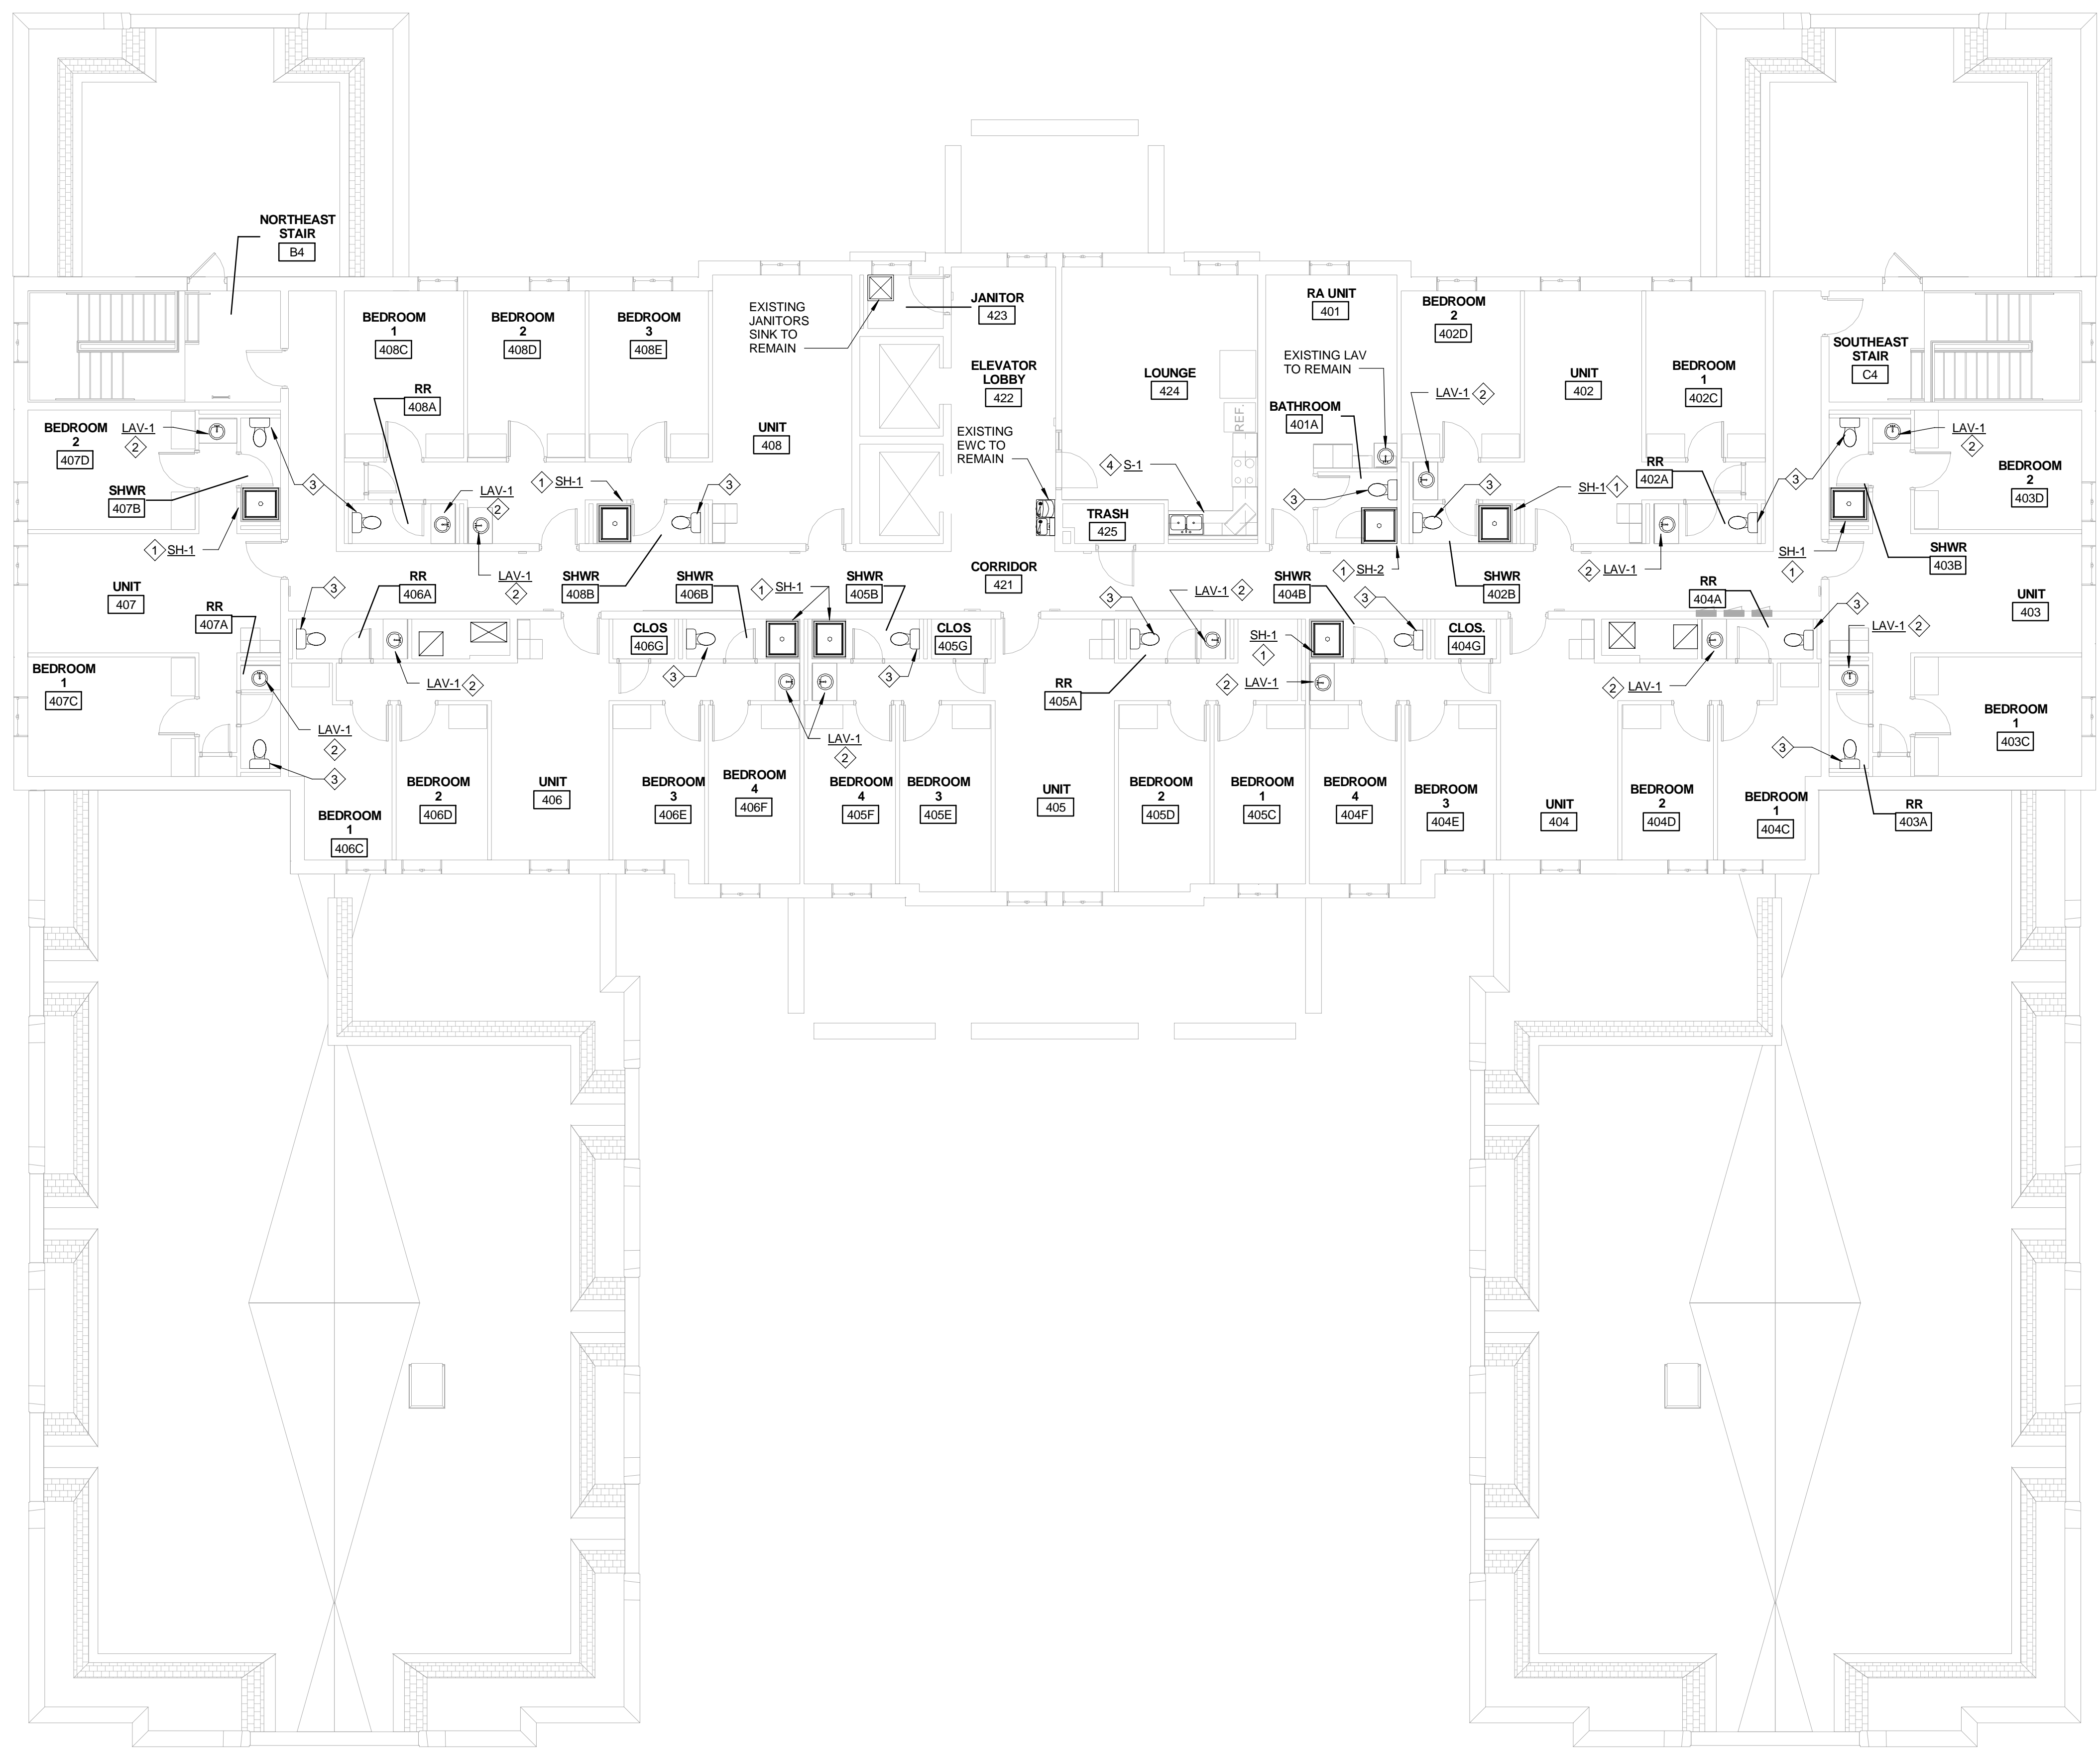 NORTHEAST
STAIR
B4
BEDROOM
1
408C
BEDROOM
2
408D
BEDROOM
3
408E
EXISTING
JANITORS
SINK TO
REMAIN
JANITOR
423
RA UNIT
401
BEDROOM
2
402D
UNIT
402
BEDROOM
1
402C
SOUTHEAST
STAIR
C4
RR
408A
UNIT
408
ELEVATOR
LOBBY
422
LOUNGE
424
REF.
EXISTING LAV
TO REMAIN
BATHROOM
401A
LAV-1 2
BEDROOM
2
407D
LAV-1
2
SHWR
407B
3
1 SH-1
LAV-1
2
LAV-1
2
1 SH-1
3
EXISTING
EWC TO
REMAIN
4 S-1
TRASH
425
3
3
SH-1 1
RR
402A
3
LAV-1
2
BEDROOM
2
403D
SH-1
1
SHWR
403B
UNIT
407
RR
407A
3
RR
406A
SHWR
408B
SHWR
406B
1 SH-1
SHWR
405B
CORRIDOR
421
3
LAV-1 2
SHWR
404B
1 SH-2
3
SHWR
402B
2 LAV-1
RR
404A
3
UNIT
403
LAV-1 2
BEDROOM
1
407C
LAV-1
2
3
LAV-1 2
CLOS
406G
3
LAV-1
2
3
CLOS
405G
RR
405A
SH-1
1
2 LAV-1
CLOS.
404G
2 LAV-1
3
BEDROOM
1
403C
RR
403A
BEDROOM
1
406C
BEDROOM
2
406D
UNIT
406
BEDROOM
3
406E
BEDROOM
4
406F
BEDROOM
4
405F
BEDROOM
3
405E
UNIT
405
BEDROOM
2
405D
BEDROOM
1
405C
BEDROOM
4
404F
BEDROOM
3
404E
UNIT
404
BEDROOM
2
404D
BEDROOM
1
404C